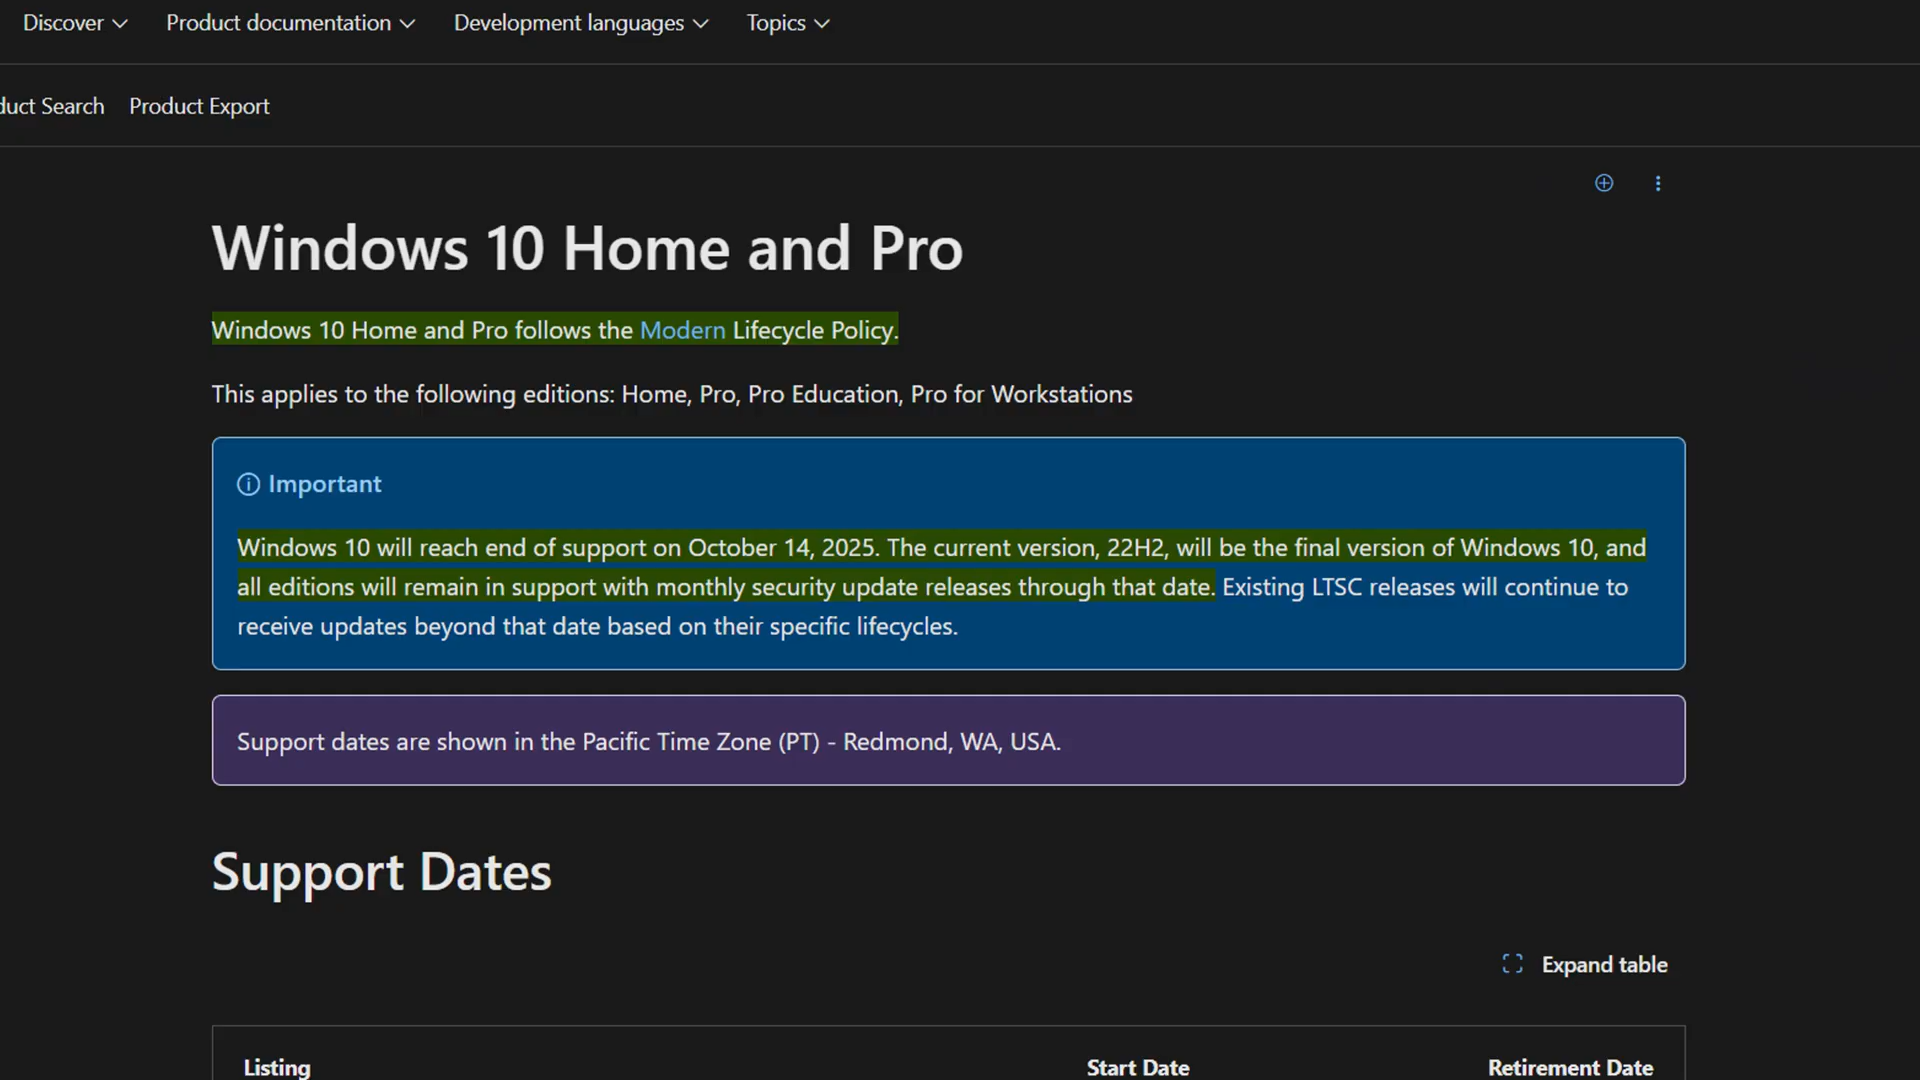 Discover Product documentation Development languages Topics
duct Search Product Export
Windows 10 Home and Pro
Windows 10 Home and Pro follows the Modern Lifecycle Policy.
This applies to the following editions: Home, Pro, Pro Education, Pro for Workstations
Important
Windows 10 will reach end of support on October 14, 2025. The current version, 22H2, will be the final version of Windows 10, and
all editions will remain in support with monthly security update releases through that date. Existing LTSC releases will continue to
receive updates beyond that date based on their specific lifecycles.
Support dates are shown in the Pacific Time Zone (PT) - Redmond, WA, USA.
Support Dates
Expand table
Listing Start Date Retirement Date